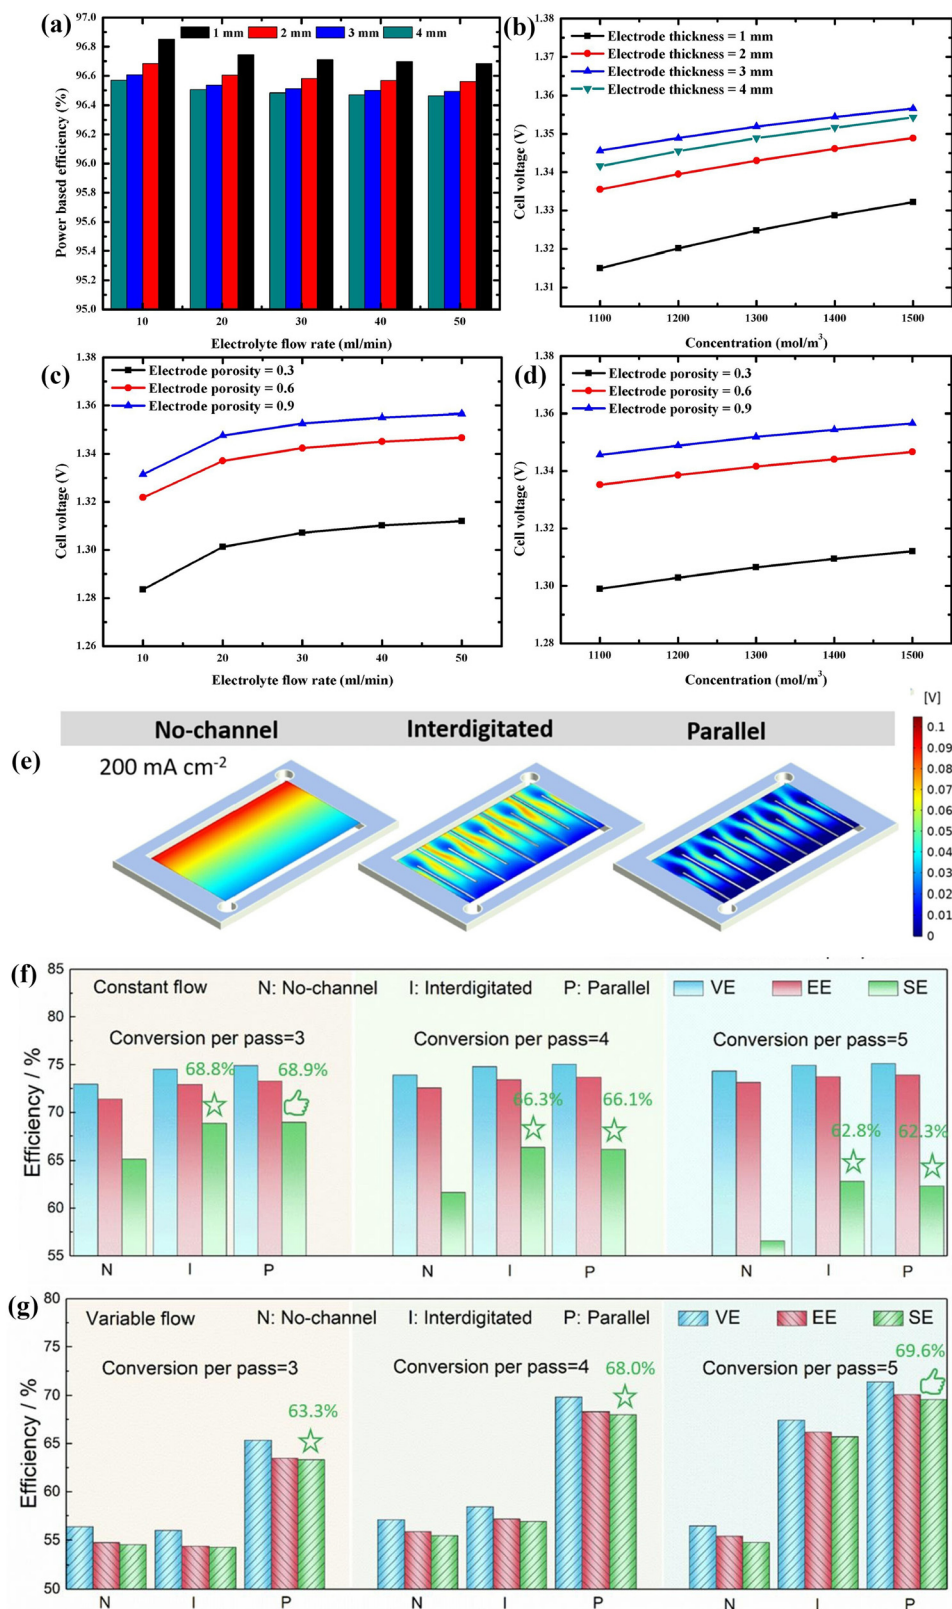 (a)
1 mm 2 mm 3 mm 4 mm
97.0
96.8
96.6
96.4
96.2
96.0
95.8
95.6
95.4
95.2
95.0
Power based efficiency (%)
10 20 30 40 50
Electrolyte flow rate (ml/min)
(b)
Electrode thickness = 1 mm
Electrode thickness = 2 mm
Electrode thickness = 3 mm
Electrode thickness = 4 mm
1.38
1.37
1.36
1.35
1.34
1.33
1.32
1.31
Cell voltage (V)
1100 1200 1300 1400 1500
Concentration (mol/m³)
(c)
Electrode porosity = 0.3
Electrode porosity = 0.6
Electrode porosity = 0.9
1.38
1.36
1.34
1.32
1.30
1.28
1.26
Cell voltage (V)
10 20 30 40 50
Electrolyte flow rate (ml/min)
(d)
Electrode porosity = 0.3
Electrode porosity = 0.6
Electrode porosity = 0.9
1.38
1.36
1.34
1.32
1.30
1.28
Cell voltage (V)
1100 1200 1300 1400 1500
Concentration (mol/m³)
(e)
No-channel Interdigitated Parallel
200 mA cm⁻²
[V]
0.1
0.09
0.08
0.07
0.06
0.05
0.04
0.03
0.02
0.01
0
(f)
Constant flow N: No-channel I: Interdigitated P: Parallel VE EE SE
Conversion per pass=3 Conversion per pass=4 Conversion per pass=5
68.8% 68.9% 66.3% 66.1% 62.8% 62.3%
85
80
75
70
65
60
55
Efficiency / %
N I P N I P N I P
(g)
Variable flow N: No-channel I: Interdigitated P: Parallel VE EE SE
Conversion per pass=3 Conversion per pass=4 Conversion per pass=5
63.3% 68.0% 69.6%
80
75
70
65
60
55
50
Efficiency / %
N I P N I P N I P